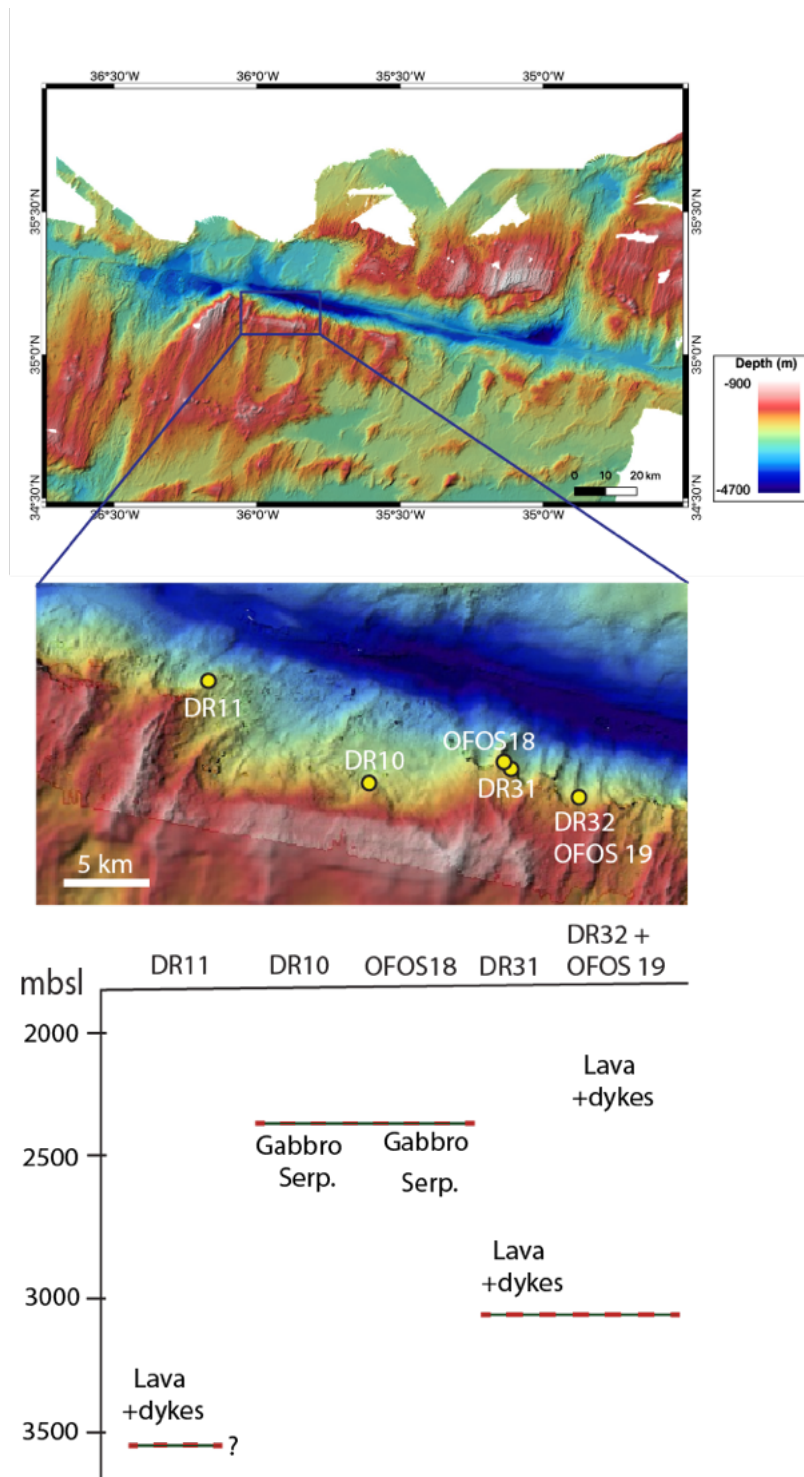 36°30'W 36°0'W 35°30'W 35°0'W
35°30'N 35°30'N
35°0'N 35°0'N
34°30'N 34°30'N
Depth (m)
-900
-4700
0 10 20 km
36°30'W 36°0'W 35°30'W 35°0'W
DR11
OFOS18
DR10
DR31
DR32
OFOS 19
5 km
DR32 +
DR11 DR10 OFOS18 DR31 OFOS 19
mbsl
2000
Lava
+dykes
Gabbro Gabbro
2500
Serp. Serp.
Lava
+dykes
3000
Lava
+dykes
3500
?